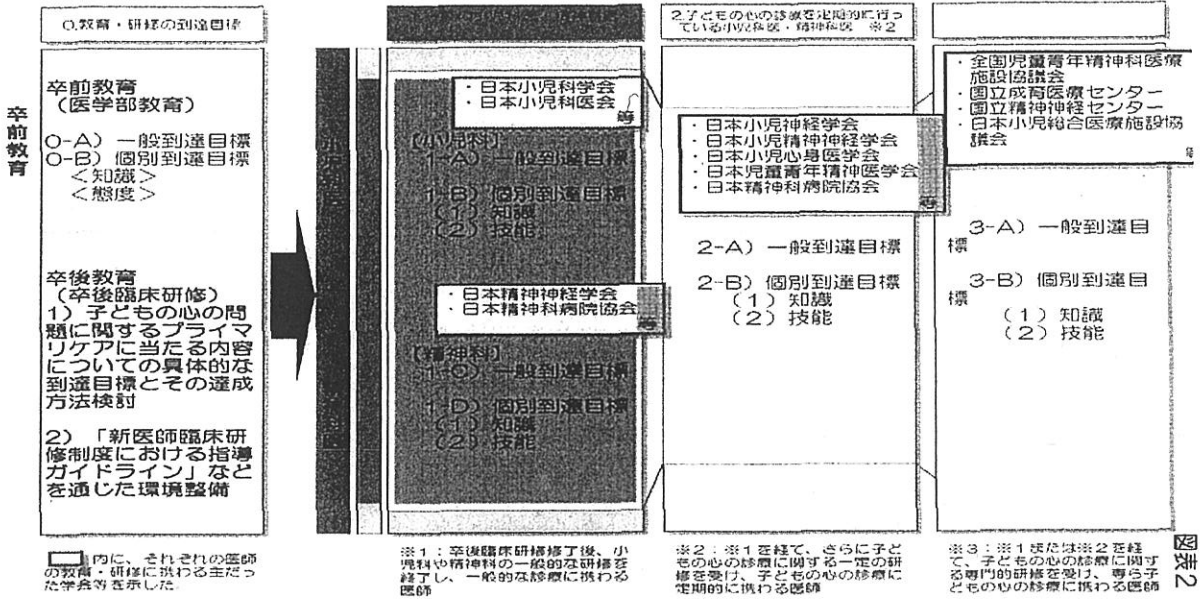 0.教育・研修の到達目標
卒前教育
卒前教育
(医学部教育)
0-A) 一般到達目標
0-B) 個別到達目標
<知識>
<態度>
卒後教育
(卒後臨床研修)
1) 子どもの心の問
題に関するプライマ
リケアに当たる内容
についての具体的な
到達目標とその達成
方法検討
2) 「新医師臨床研
修制度における指導
ガイドライン」など
を通じた環境整備
内に、それぞれの医師
の教育・研修に携わる主だっ
た学会等を示した
・日本小児科学会
・日本小児科医会
等
【小児科】
1-A) 一般到達目標
1-B) 個別到達目標
(1) 知識
(2) 技能
・日本精神神経学会
・日本精神科病院協会
等
【精神科】
1-C) 一般到達目標
1-D) 個別到達目標
(1) 知識
(2) 技能
※1:卒後臨床研修修了後、小
児科や精神科の一般的な研修を
終了し、一般的な診療に携わる
医師
2.子どもの心の診療を定期的に行っ
ている小児科医・精神科医 ※2
・日本小児神経学会
・日本小児精神神経学会
・日本小児心身医学会
・日本児童青年精神医学会
・日本精神科病院協会
等
2-A) 一般到達目標
2-B) 個別到達目標
(1) 知識
(2) 技能
※2:※1を経て、さらに子ど
もの心の診療に関する一定の研
修を受け、子どもの心の診療に
定期的に携わる医師
・全国児童青年精神科医療
施設協議会
・国立成育医療センター
・国立精神神経センター
・日本小児総合医療施設協
議会
等
3-A) 一般到達目
標
3-B) 個別到達目
標
(1) 知識
(2) 技能
※3:※1または※2を経
て、子どもの心の診療に関す
る専門的研修を受け、専ら子
どもの心の診療に携わる医師
図表2